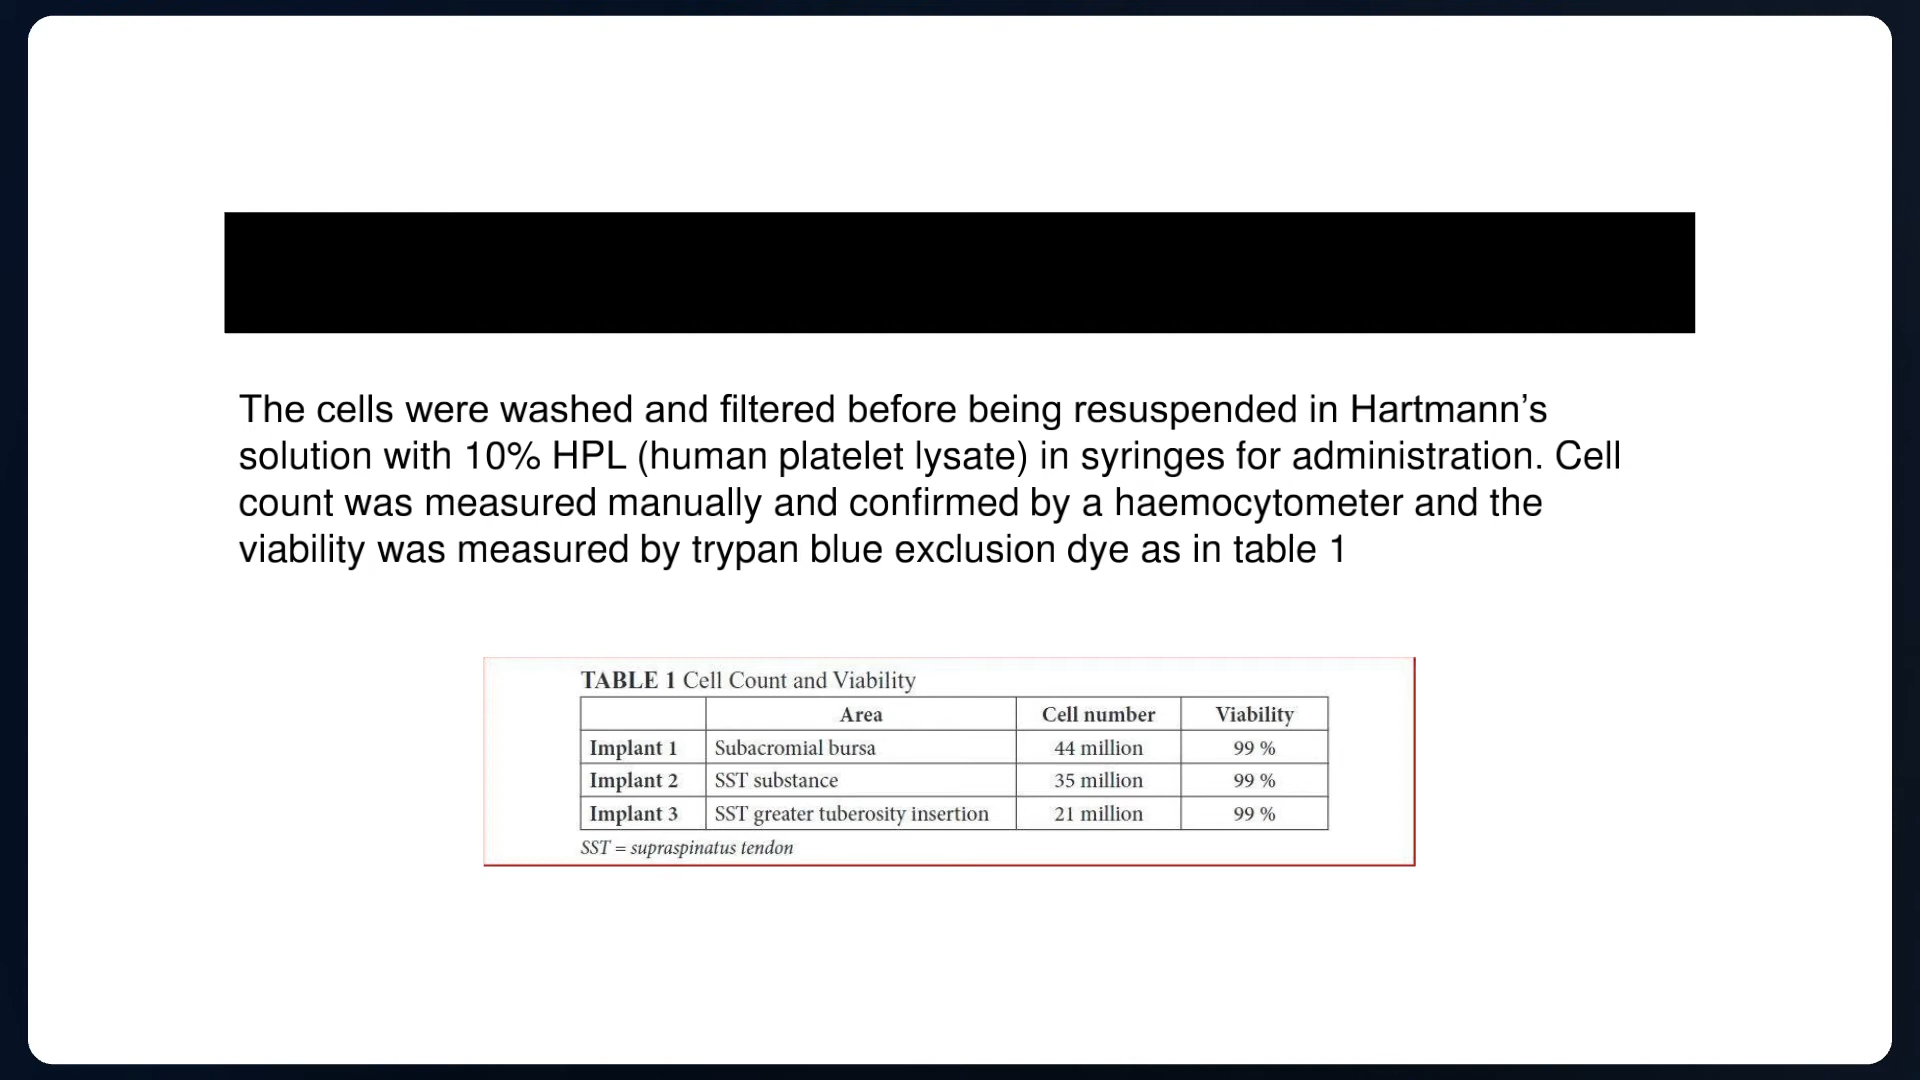 The cells were washed and filtered before being resuspended in Hartmann’s
solution with 10% HPL (human platelet lysate) in syringes for administration. Cell
count was measured manually and confirmed by a haemocytometer and the
viability was measured by trypan blue exclusion dye as in table 1
TABLE 1 Cell Count and Viability
Area Cell number Viability
Implant 1 Subacromial bursa 44 million 99 %
Implant 2 SST substance 35 million 99 %
Implant 3 SST greater tuberosity insertion 21 million 99 %
SST = supraspinatus tendon